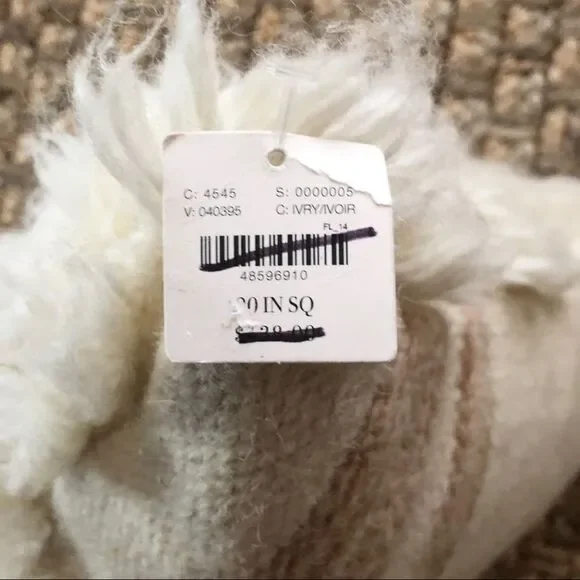 C: 4545 S: 0000005
V: 040395 C: IVRY/IVOIR
FL_14
48596910
IN SQ